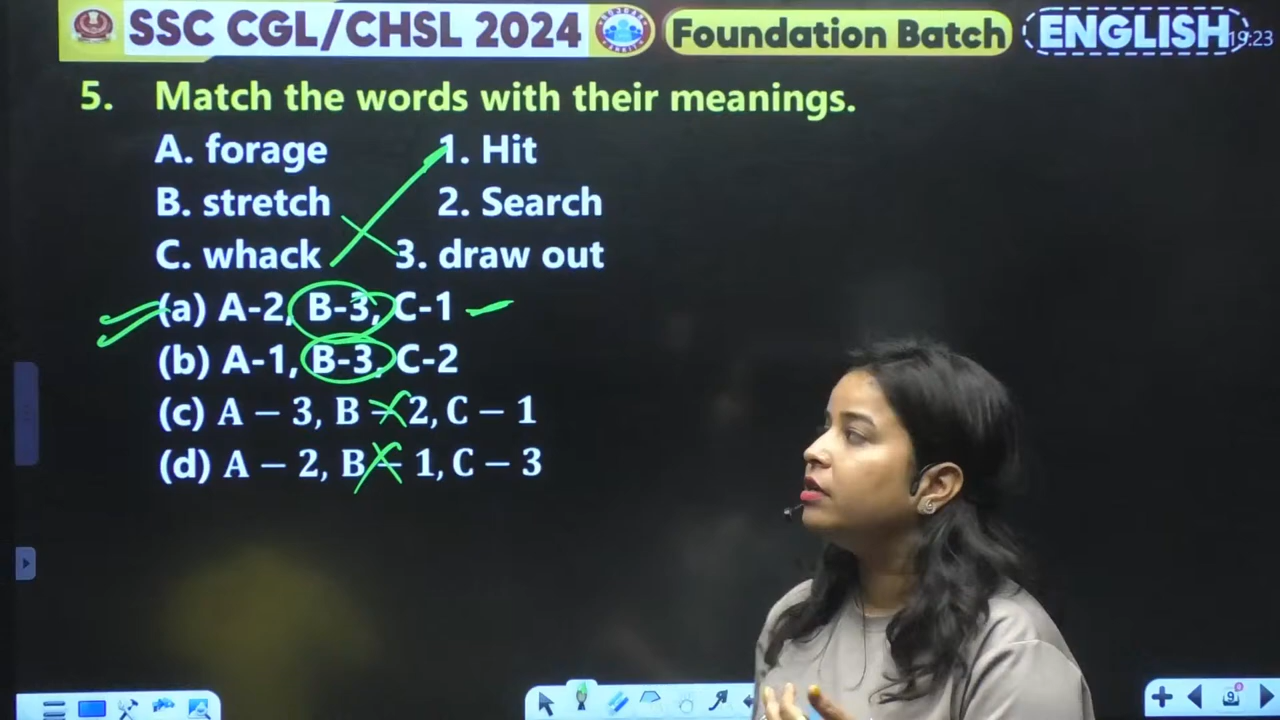 SSC CGL/CHSL 2024 Foundation Batch ENGLISH 19:23
5. Match the words with their meanings.
A. forage 1. Hit
B. stretch 2. Search
C. whack 3. draw out
(a) A-2, B-3, C-1
(b) A-1, B-3, C-2
(c) A – 3, B – 2, C – 1
(d) A – 2, B – 1, C – 3
9